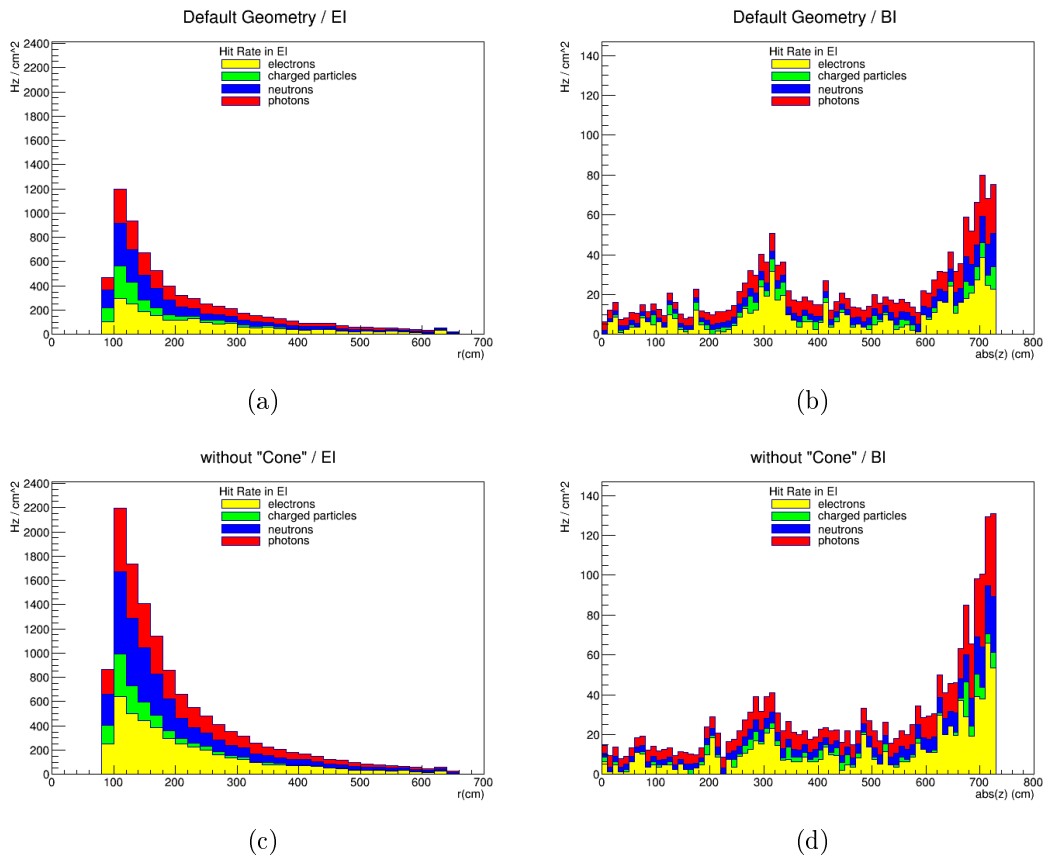 Default Geometry / EI
Hz / cm^2
2400
2200
2000
1800
1600
1400
1200
1000
800
600
400
200
0
Hit Rate in EI
electrons
charged particles
neutrons
photons
0 100 200 300 400 500 600 700
r(cm)
(a)
Default Geometry / BI
Hz / cm^2
140
120
100
80
60
40
20
0
Hit Rate in EI
electrons
charged particles
neutrons
photons
0 100 200 300 400 500 600 700 800
abs(z) (cm)
(b)
without "Cone" / EI
Hz / cm^2
2400
2200
2000
1800
1600
1400
1200
1000
800
600
400
200
0
Hit Rate in EI
electrons
charged particles
neutrons
photons
0 100 200 300 400 500 600 700
r(cm)
(c)
without "Cone" / BI
Hz / cm^2
140
120
100
80
60
40
20
0
Hit Rate in EI
electrons
charged particles
neutrons
photons
0 100 200 300 400 500 600 700 800
abs(z) (cm)
(d)